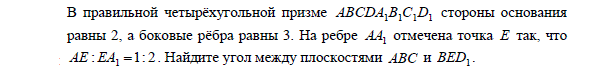 В правильной четырёхугольной призме ABCDA₁B₁C₁D₁ стороны основания
равны 2, а боковые рёбра равны 3. На ребре AA₁ отмечена точка E так, что
AE : EA₁ = 1 : 2. Найдите угол между плоскостями ABC и BED₁.